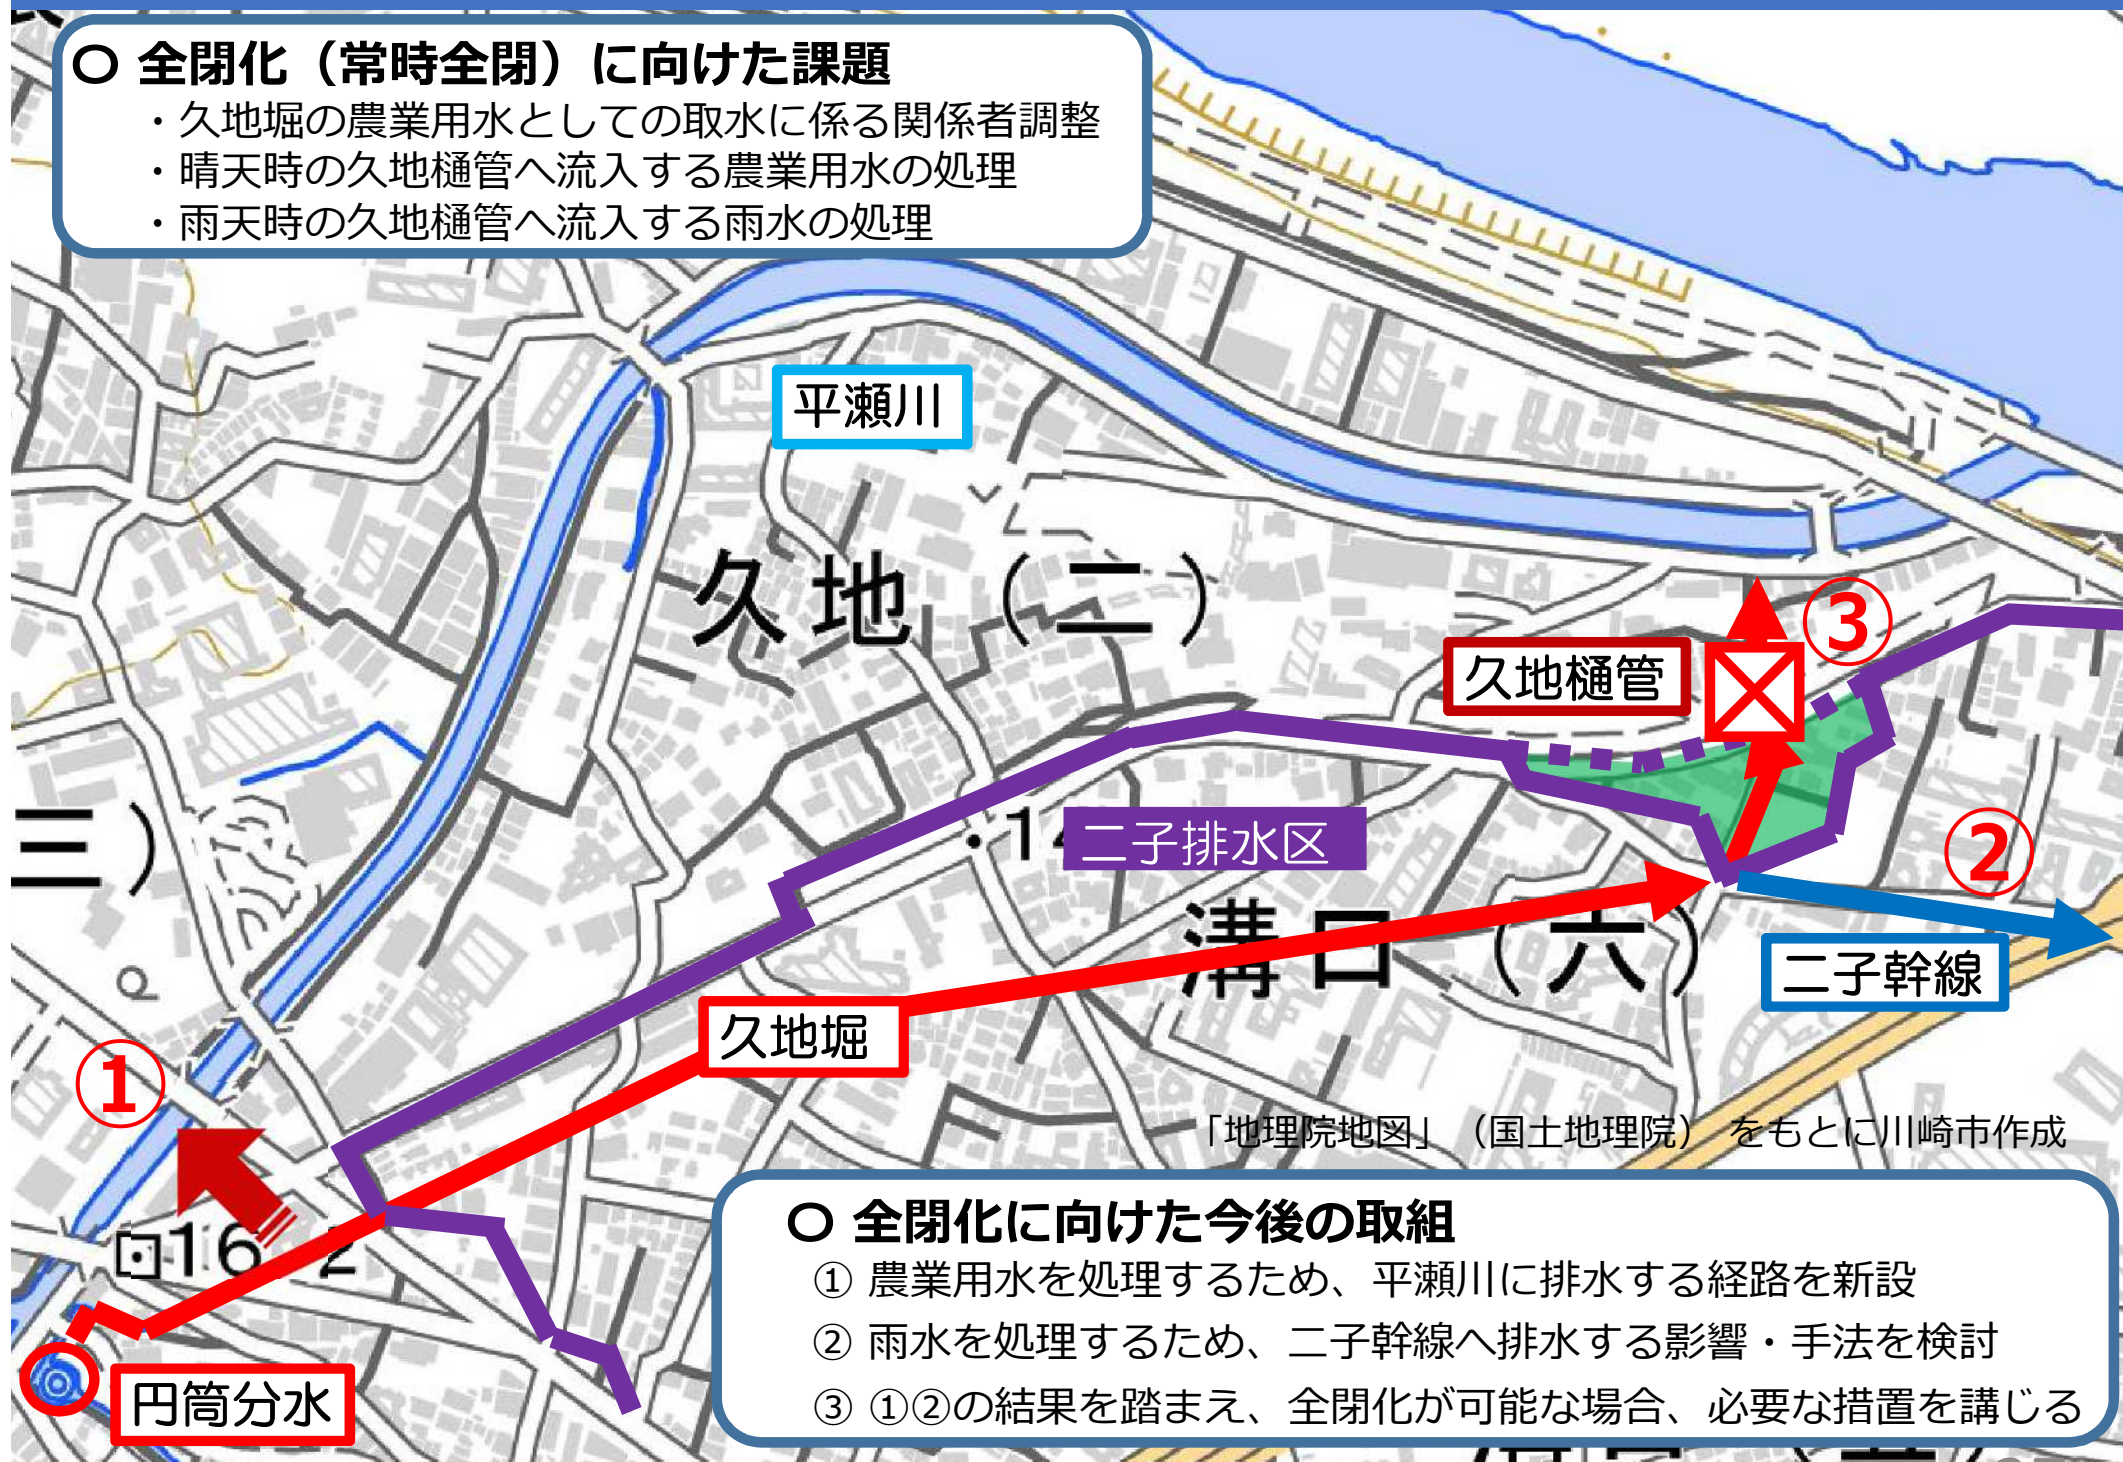 〇 全閉化（常時全閉）に向けた課題
・久地堀の農業用水としての取水に係る関係者調整
・晴天時の久地樋管へ流入する農業用水の処理
・雨天時の久地樋管へ流入する雨水の処理
平瀬川
久地（二）
③
久地樋管
三）
・14
二子排水区
②
溝口（六）
二子幹線
久地堀
①
「地理院地図」（国土地理院）をもとに川崎市作成
16 2
円筒分水
〇 全閉化に向けた今後の取組
① 農業用水を処理するため、平瀬川に排水する経路を新設
② 雨水を処理するため、二子幹線へ排水する影響・手法を検討
③ ①②の結果を踏まえ、全閉化が可能な場合、必要な措置を講じる